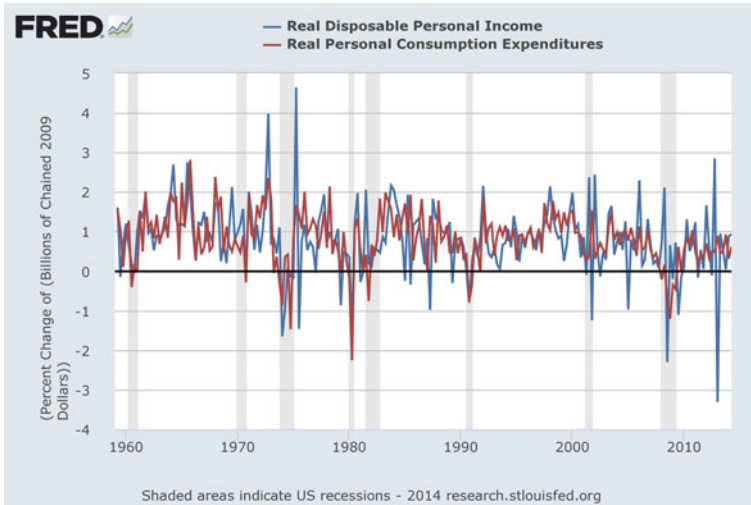 FRED
Real Disposable Personal Income
Real Personal Consumption Expenditures
(Percent Change of (Billions of Chained 2009
Dollars))
5
4
3
2
1
0
-1
-2
-3
-4
1960 1970 1980 1990 2000 2010
Shaded areas indicate US recessions - 2014 research.stlouisfed.org